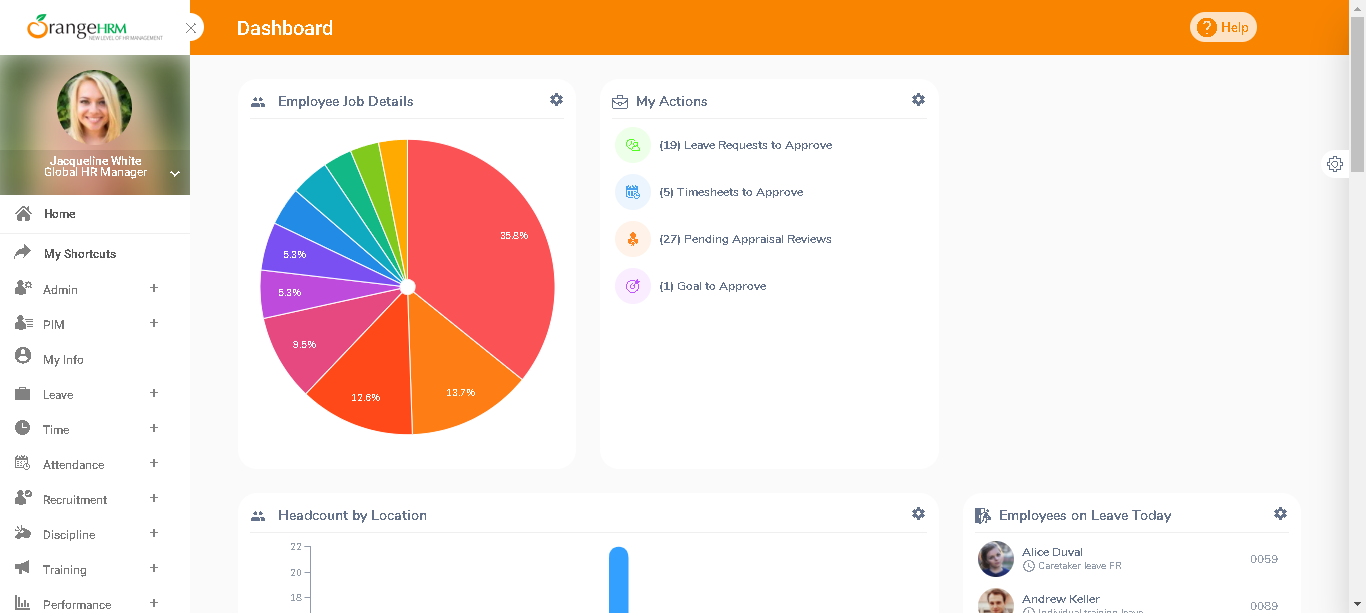 OrangeHRM
NEW LEVEL OF HR MANAGEMENT
Dashboard
? Help
Jacqueline White
Global HR Manager
Home
My Shortcuts
Admin +
PIM +
My Info
Leave +
Time +
Attendance +
Recruitment +
Discipline +
Training +
Performance +
Employee Job Details
35.8%
5.3%
5.3%
9.5%
12.6%
13.7%
My Actions
(19) Leave Requests to Approve
(5) Timesheets to Approve
(27) Pending Appraisal Reviews
(1) Goal to Approve
Headcount by Location
22
20
18
Employees on Leave Today
Alice Duval
Caretaker leave FR
0059
Andrew Keller
Individual training leave
0089